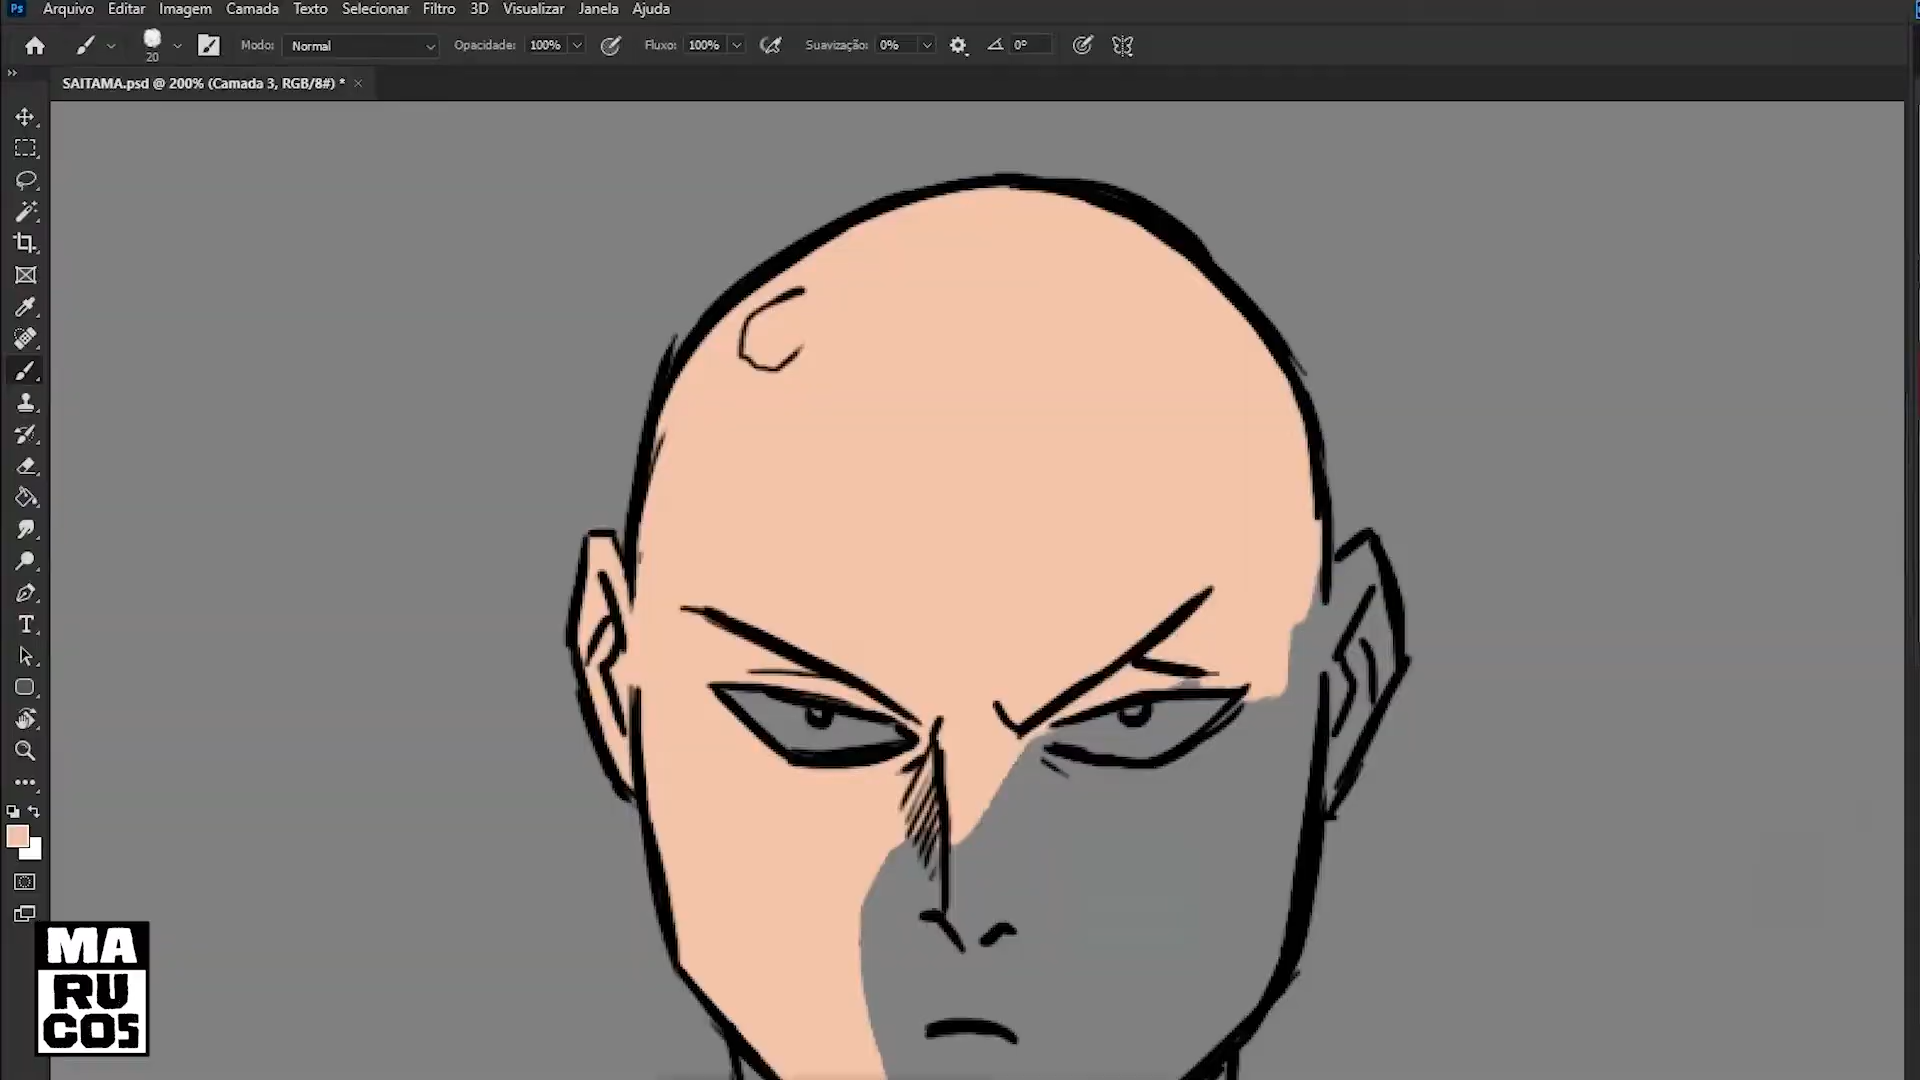 Ps Arquivo Editar Imagem Camada Texto Selecionar Filtro 3D Visualizar Janela Ajuda
20 Modo: Normal Opacidade: 100% Fluxo: 100% Suavização: 0% 0°
SAITAMA.psd @ 200% (Camada 3, RGB/8#) * ×
T
MA
RU
COS